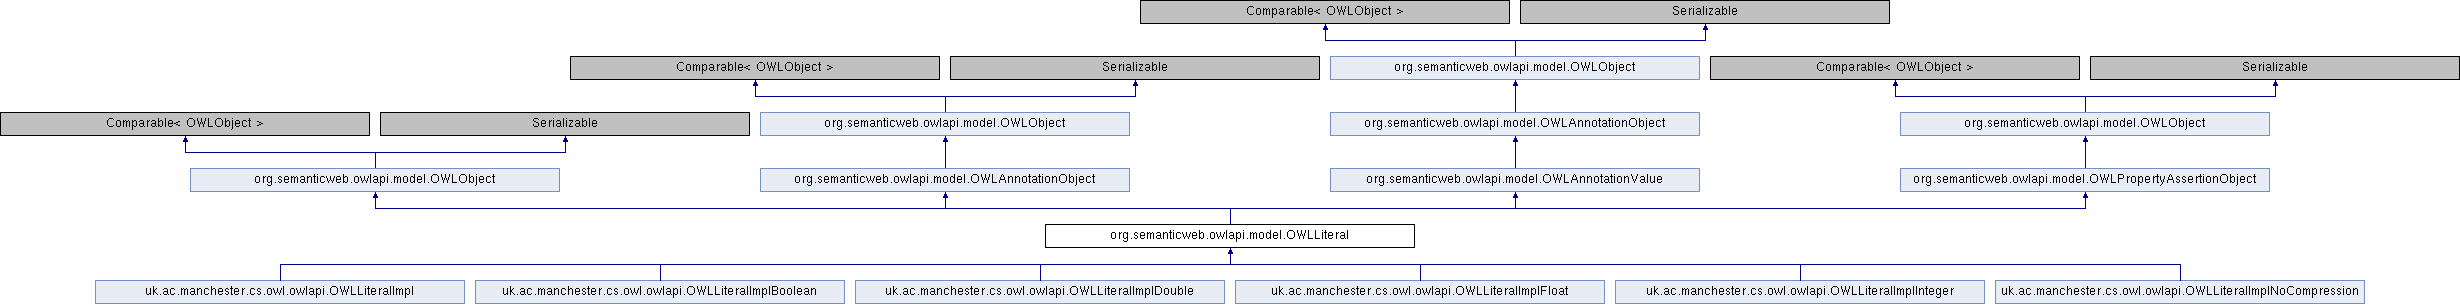 Comparable< OWLObject >
Serializable
Comparable< OWLObject >
Serializable
org.semanticweb.owlapi.model.OWLObject
Comparable< OWLObject >
Serializable
Comparable< OWLObject >
Serializable
org.semanticweb.owlapi.model.OWLObject
org.semanticweb.owlapi.model.OWLAnnotationObject
org.semanticweb.owlapi.model.OWLObject
org.semanticweb.owlapi.model.OWLObject
org.semanticweb.owlapi.model.OWLAnnotationObject
org.semanticweb.owlapi.model.OWLAnnotationValue
org.semanticweb.owlapi.model.OWLPropertyAssertionObject
org.semanticweb.owlapi.model.OWLLiteral
uk.ac.manchester.cs.owl.owlapi.OWLLiteralImpl
uk.ac.manchester.cs.owl.owlapi.OWLLiteralImplBoolean
uk.ac.manchester.cs.owl.owlapi.OWLLiteralImplDouble
uk.ac.manchester.cs.owl.owlapi.OWLLiteralImplFloat
uk.ac.manchester.cs.owl.owlapi.OWLLiteralImplInteger
uk.ac.manchester.cs.owl.owlapi.OWLLiteralImplNoCompression